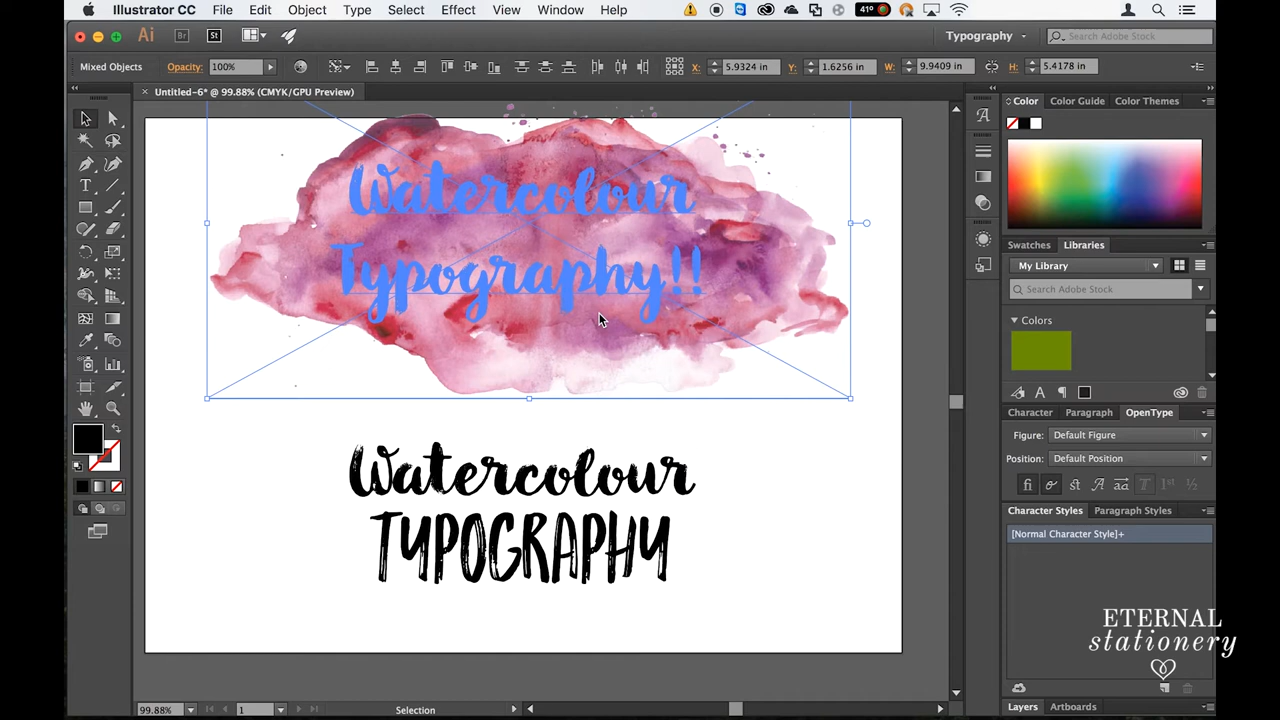 Illustrator CC File Edit Object Type Select Effect View Window Help 41°
Ai Br St Typography Search Adobe Stock
Mixed Objects Opacity: 100% X: 5.9324 in Y: 1.6256 in W: 9.9409 in H: 5.4178 in
× Untitled-6* @ 99.88% (CMYK/GPU Preview)
Color Color Guide Color Themes
Watercolour
Typography!!
Swatches Libraries
My Library
Search Adobe Stock
Colors
Character Paragraph OpenType
Figure: Default Figure
Position: Default Position
Watercolour
TYPOGRAPHY
Character Styles Paragraph Styles
[Normal Character Style]+
ETERNAL
stationery
99.88% 1 Selection
Layers Artboards